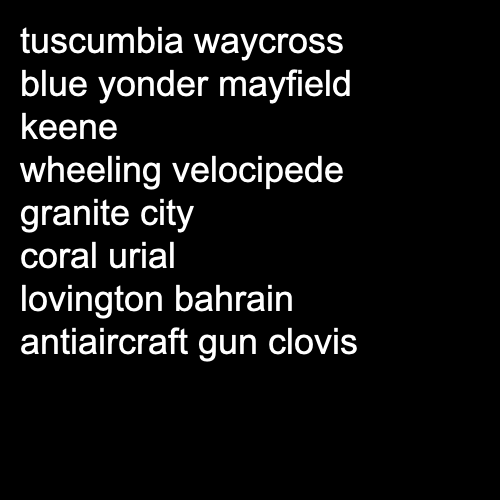 tuscumbia waycross
blue yonder mayfield
keene
wheeling velocipede
granite city
coral urial
lovington bahrain
antiaircraft gun clovis